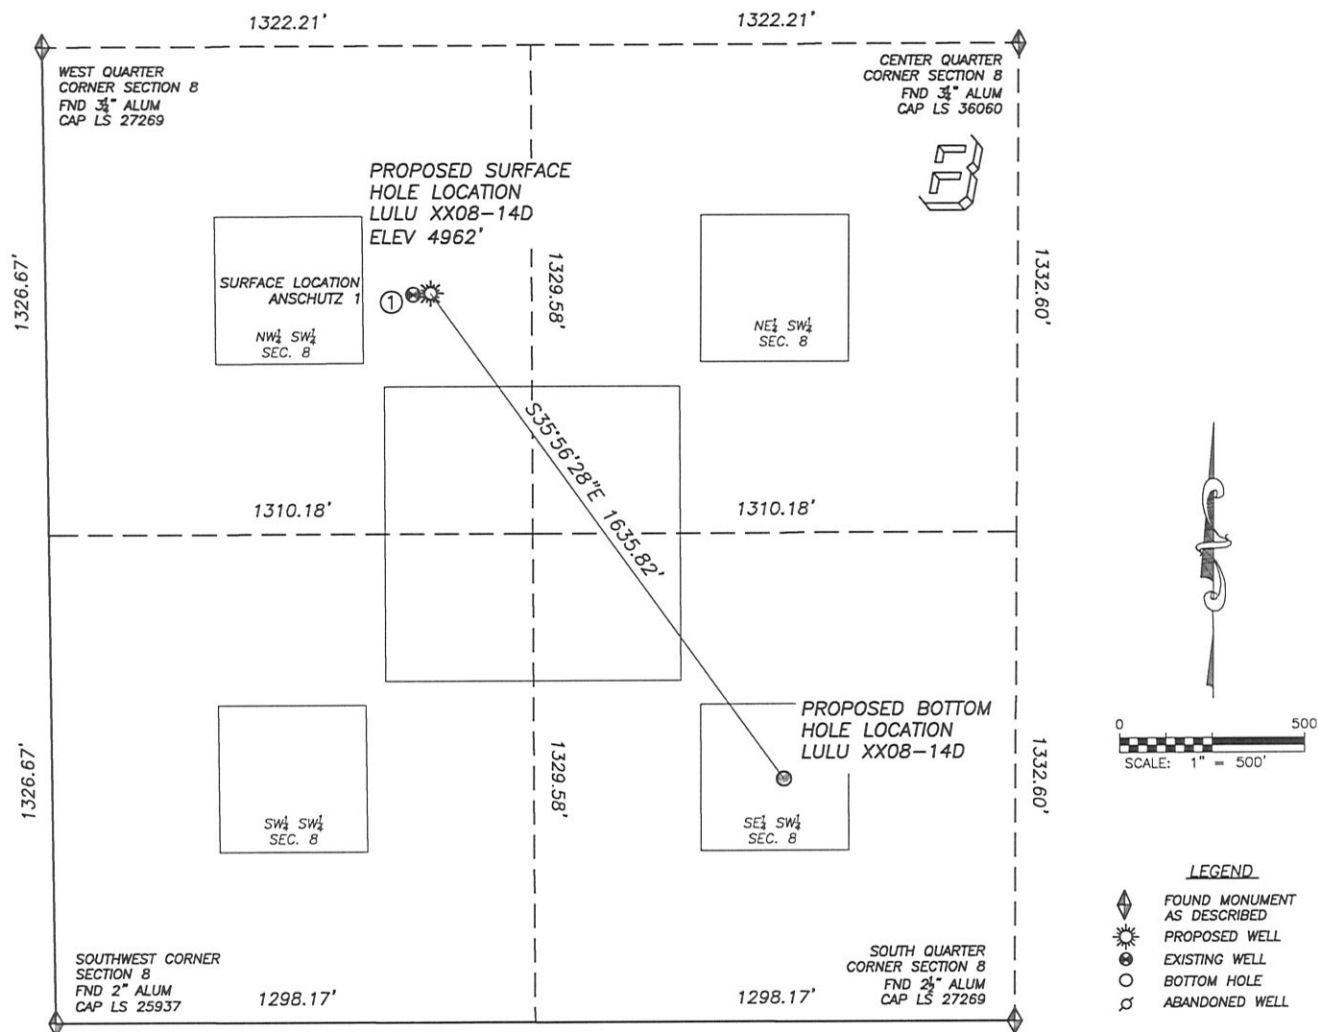 1322.21'
1322.21'
WEST QUARTER
CORNER SECTION 8
FND 3¼" ALUM
CAP LS 27269
CENTER QUARTER
CORNER SECTION 8
FND 3¼" ALUM
CAP LS 36060
PROPOSED SURFACE
HOLE LOCATION
LULU XX08-14D
ELEV 4962'
SURFACE LOCATION
ANSCHUTZ 1
1
NW¼ SW¼
SEC. 8
NE¼ SW¼
SEC. 8
1326.67'
1329.58'
1332.60'
S35°56'28"E 1635.82'
1310.18'
1310.18'
PROPOSED BOTTOM
HOLE LOCATION
LULU XX08-14D
1326.67'
1329.58'
1332.60'
SW¼ SW¼
SEC. 8
SE¼ SW¼
SEC. 8
SOUTHWEST CORNER
SECTION 8
FND 2" ALUM
CAP LS 25937
SOUTH QUARTER
CORNER SECTION 8
FND 2½" ALUM
CAP LS 27269
1298.17'
1298.17'
0 500
SCALE: 1" = 500'
LEGEND
FOUND MONUMENT
AS DESCRIBED
PROPOSED WELL
EXISTING WELL
BOTTOM HOLE
ABANDONED WELL